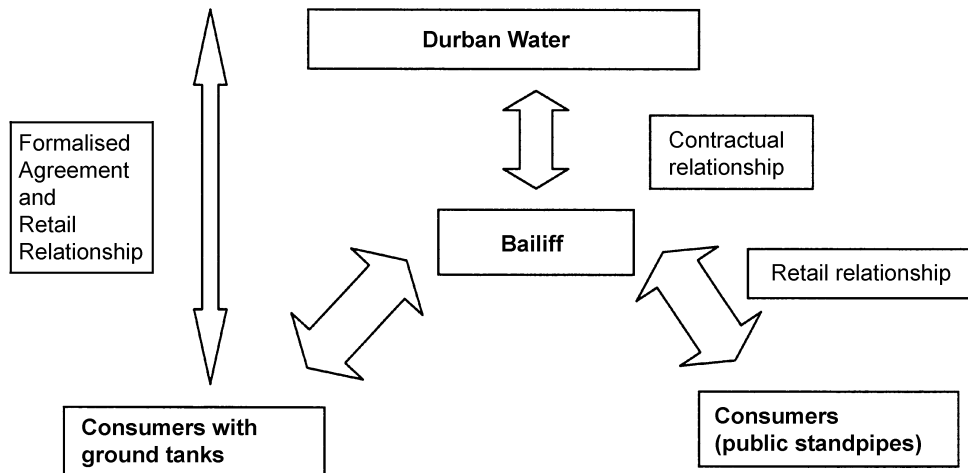 Durban Water
Formalised
Agreement
and
Retail
Relationship
Contractual
relationship
Bailiff
Retail relationship
Consumers with
ground tanks
Consumers
(public standpipes)